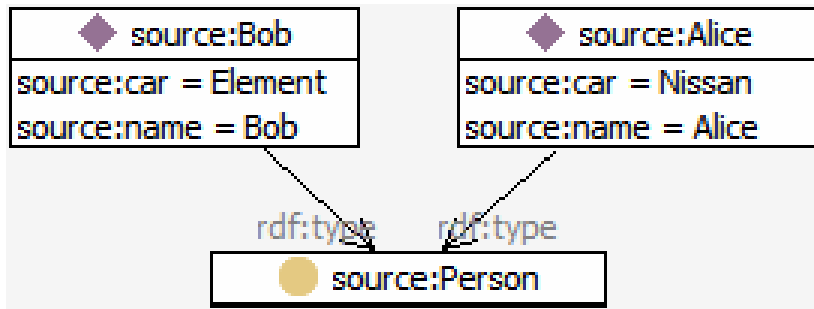 source:Bob
source:car = Element
source:name = Bob
source:Alice
source:car = Nissan
source:name = Alice
rdf:type
rdf:type
source:Person